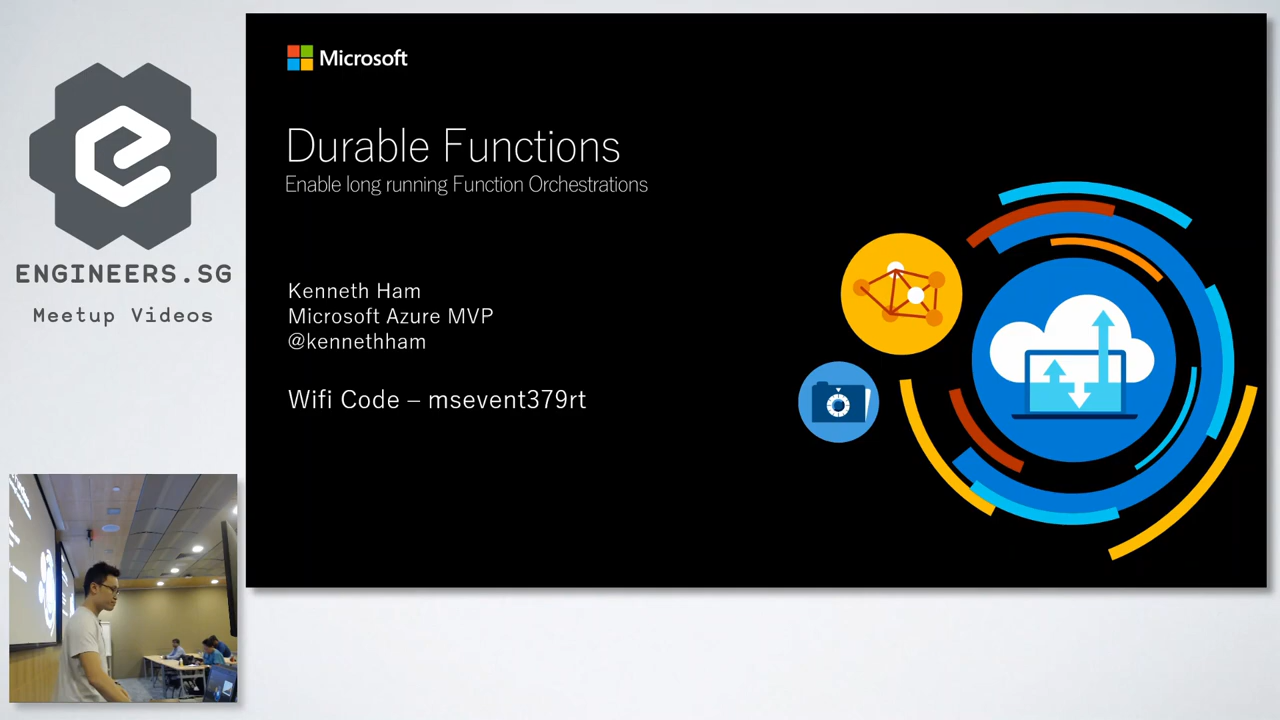 ENGINEERS.SG
Meetup Videos
Microsoft
Durable Functions
Enable long running Function Orchestrations
Kenneth Ham
Microsoft Azure MVP
@kennethham
Wifi Code – msevent379rt